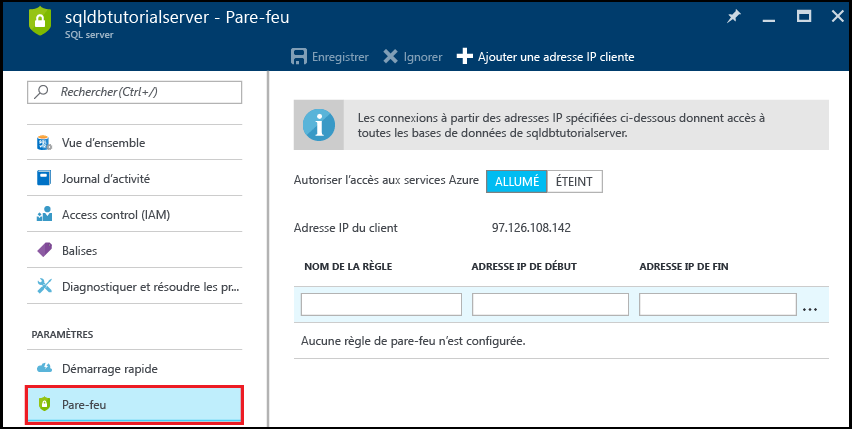 sqldbtutorialserver - Pare-feu
SQL server
Enregistrer Ignorer Ajouter une adresse IP cliente
Rechercher (Ctrl+/)
Vue d'ensemble
Journal d'activité
Access control (IAM)
Balises
Diagnostiquer et résoudre les pr...
PARAMÈTRES
Démarrage rapide
Pare-feu
Les connexions à partir des adresses IP spécifiées ci-dessous donnent accès à
toutes les bases de données de sqldbtutorialserver.
Autoriser l'accès aux services Azure ALLUMÉ ÉTEINT
Adresse IP du client 97.126.108.142
NOM DE LA RÈGLE ADRESSE IP DE DÉBUT ADRESSE IP DE FIN
...
Aucune règle de pare-feu n'est configurée.